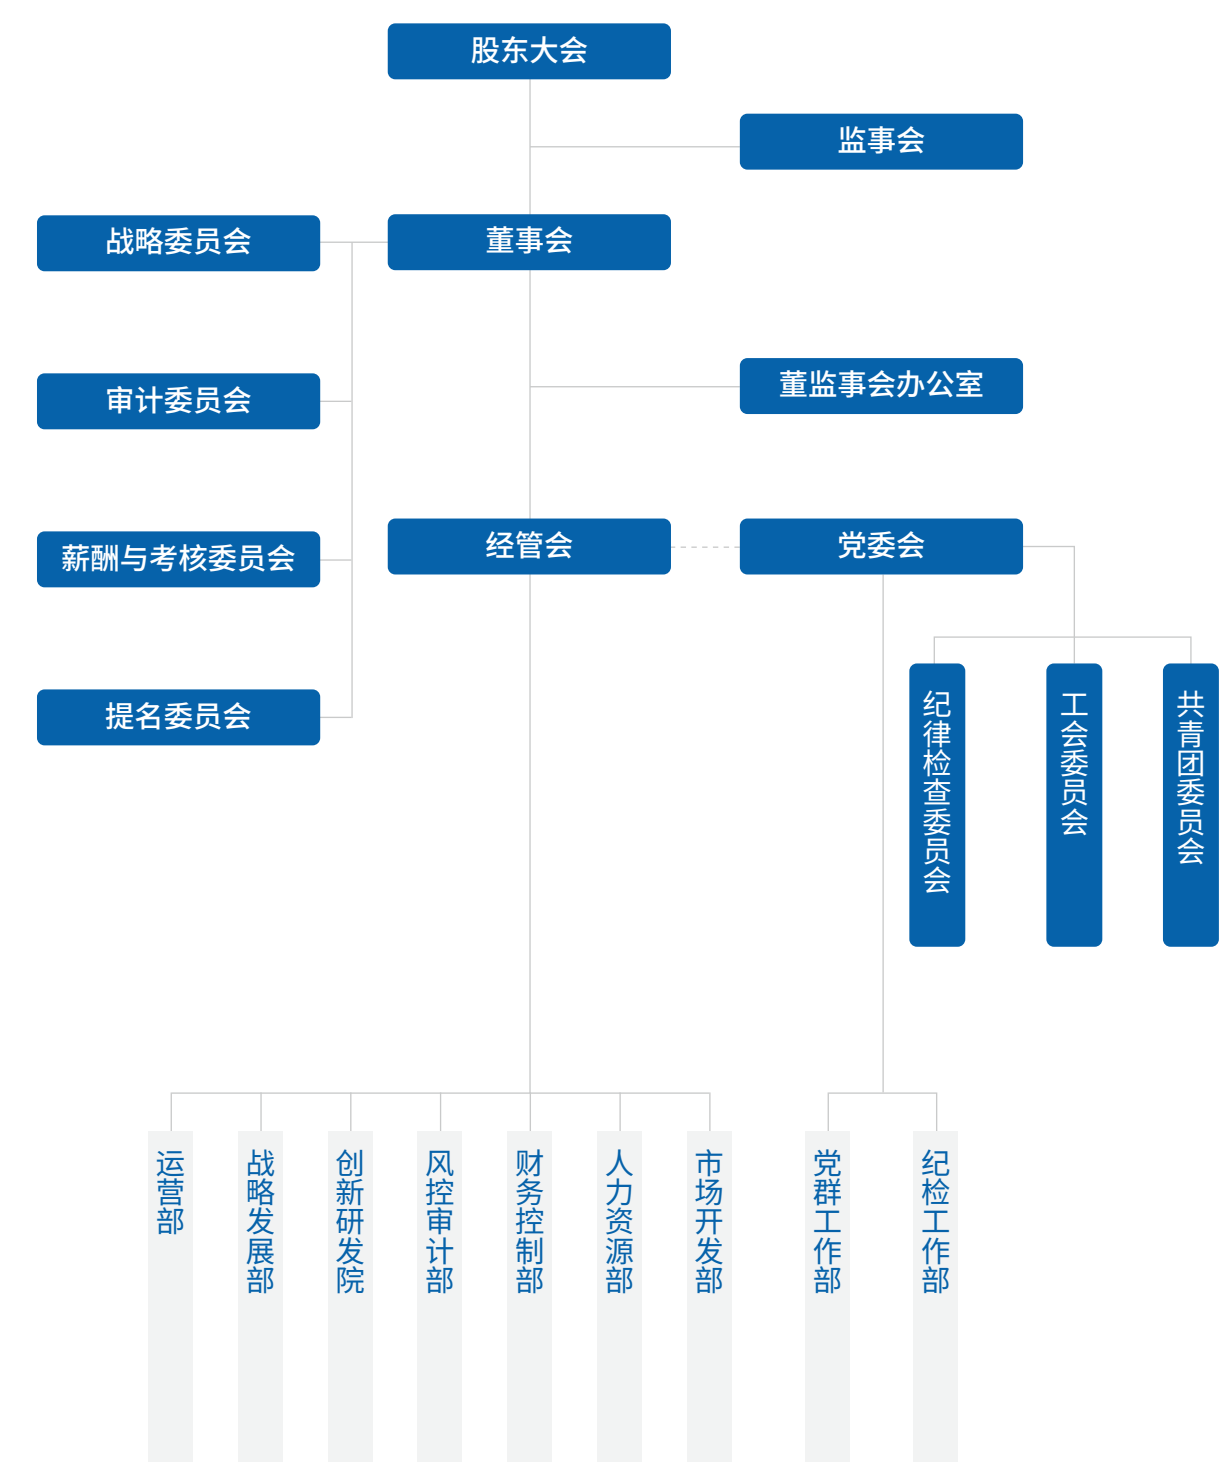 股东大会
监事会
战略委员会
董事会
审计委员会
董监事会办公室
薪酬与考核委员会
经管会
党委会
提名委员会
纪律检查委员会
工会委员会
共青团委员会
运营部
战略发展部
创新研发院
风控审计部
财务控制部
人力资源部
市场开发部
党群工作部
纪检工作部